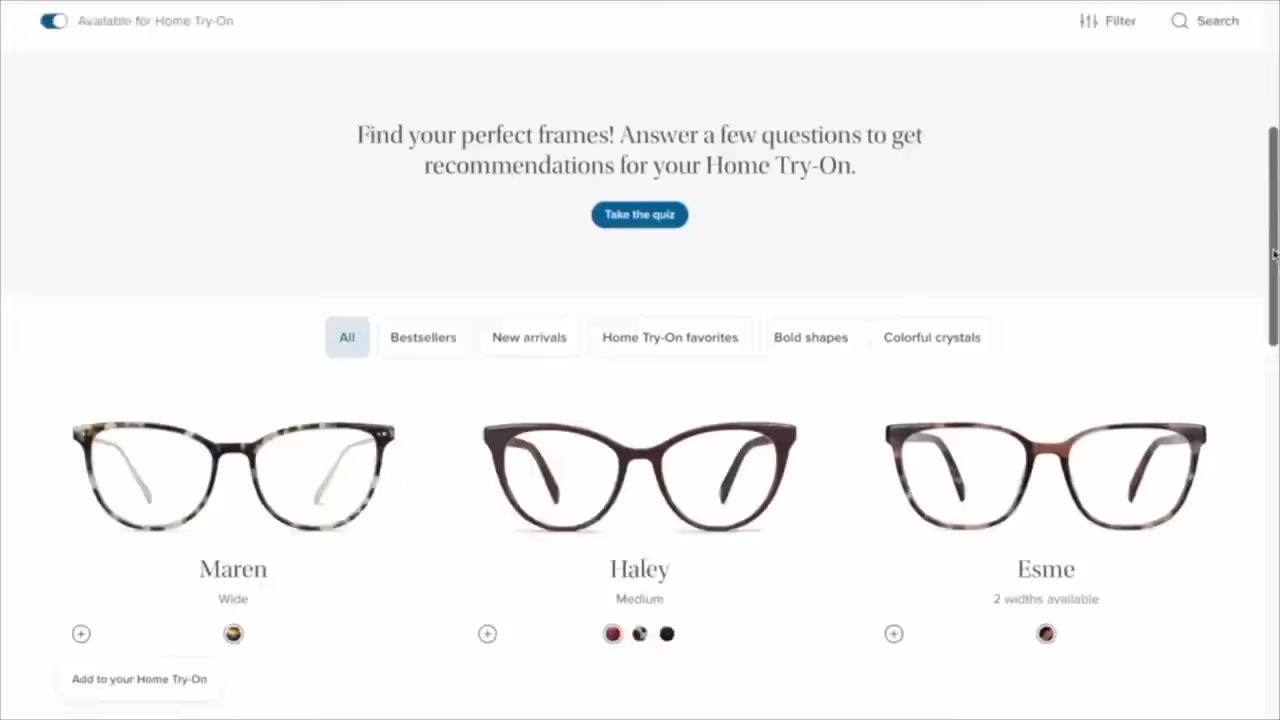 Available for Home Try-On
Filter
Search
Find your perfect frames! Answer a few questions to get
recommendations for your Home Try-On.
Take the quiz
All
Bestsellers
New arrivals
Home Try-On favorites
Bold shapes
Colorful crystals
Maren
Haley
Esme
Wide
Medium
2 widths available
Add to your Home Try-On